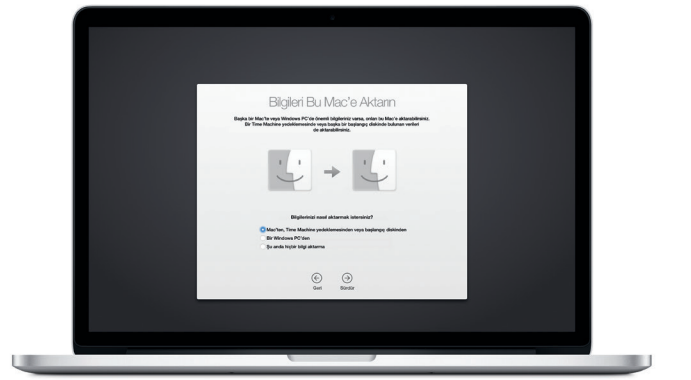 Bilgileri Bu Mac'e Aktarın
Başka bir Mac'te veya Windows PC'de önemli bilgileriniz varsa, onları bu Mac'e aktarabilirsiniz.
Bir Time Machine yedeklemesinde veya başka bir başlangıç diskinde bulunan verileri
de aktarabilirsiniz.
Bilgilerinizi nasıl aktarmak istersiniz?
Mac'ten, Time Machine yedeklemesinden veya başlangıç diskinden
Bir Windows PC'den
Şu anda hiçbir bilgi aktarma
Geri
Sürdür